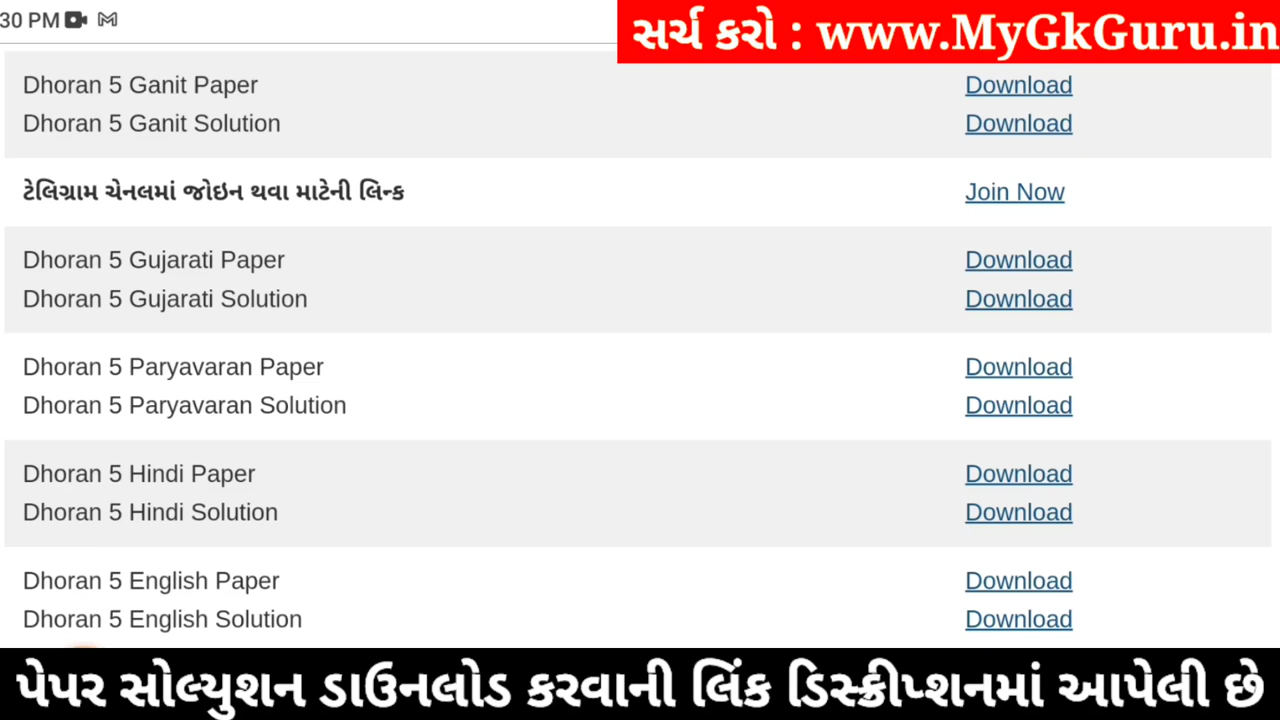 30 PM
સર્ચ કરો : www.MyGkGuru.in
Dhoran 5 Ganit Paper Download
Dhoran 5 Ganit Solution Download
ટેલિગ્રામ ચેનલમાં જોઇન થવા માટેની લિન્ક Join Now
Dhoran 5 Gujarati Paper Download
Dhoran 5 Gujarati Solution Download
Dhoran 5 Paryavaran Paper Download
Dhoran 5 Paryavaran Solution Download
Dhoran 5 Hindi Paper Download
Dhoran 5 Hindi Solution Download
Dhoran 5 English Paper Download
Dhoran 5 English Solution Download
પેપર સોલ્યુશન ડાઉનલોડ કરવાની લિંક ડિસ્ક્રીપ્શનમાં આપેલી છે